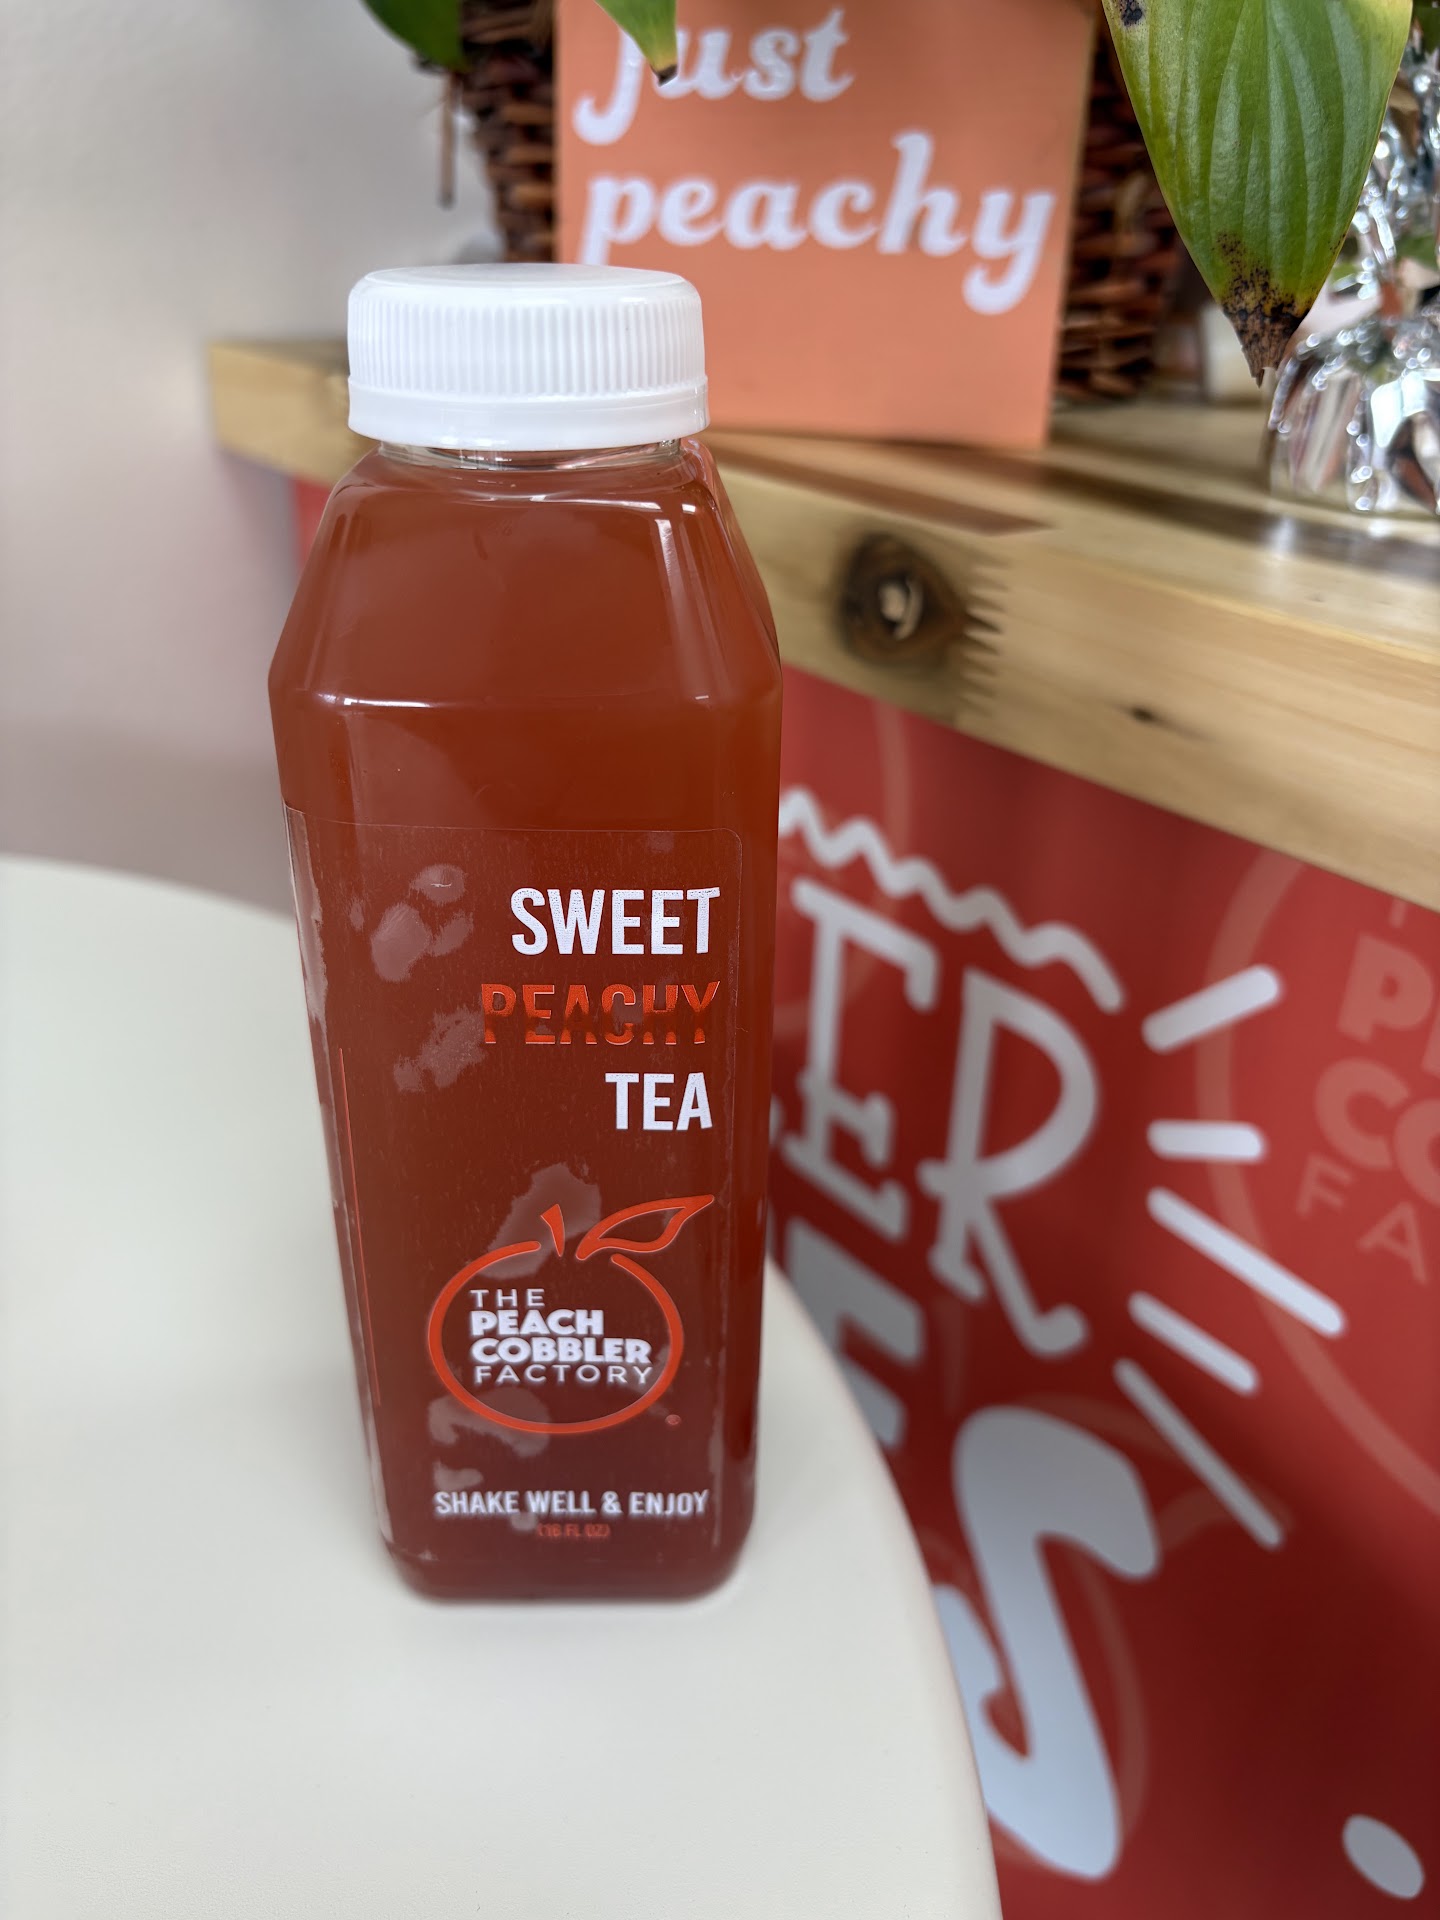 just
peachy
SWEET
PEACHY
TEA
THE
PEACH
COBBLER
FACTORY
®
SHAKE WELL & ENJOY
(16 FL OZ)